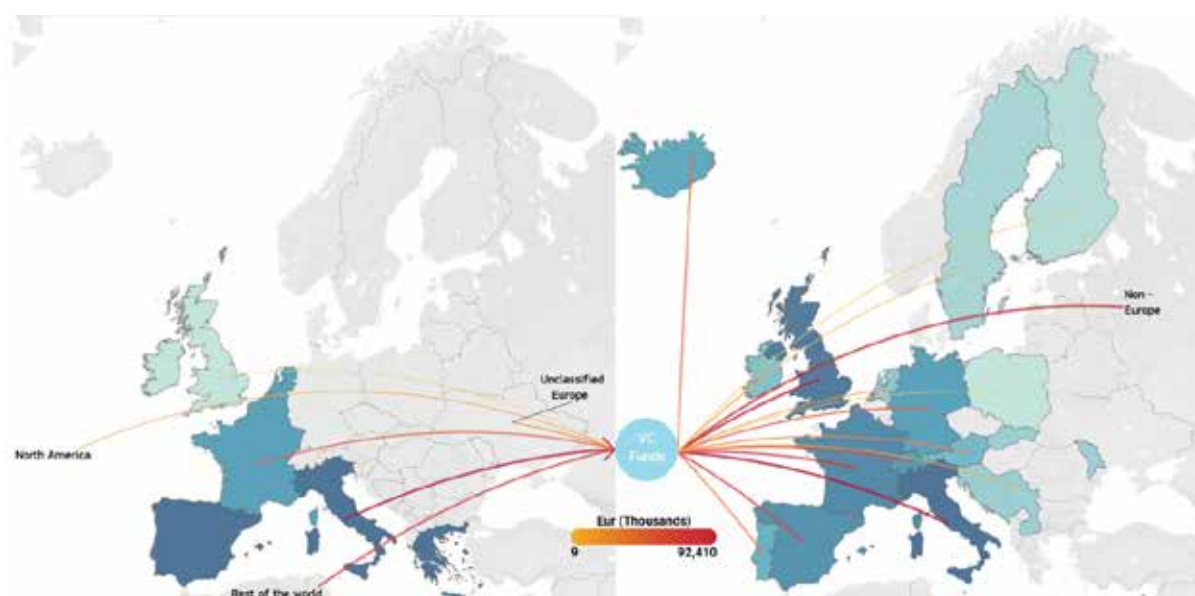 Non -
Europe
Unclassified
Europe
North America
VC
Funds
Eur (Thousands)
9
92,410
Rest of the world